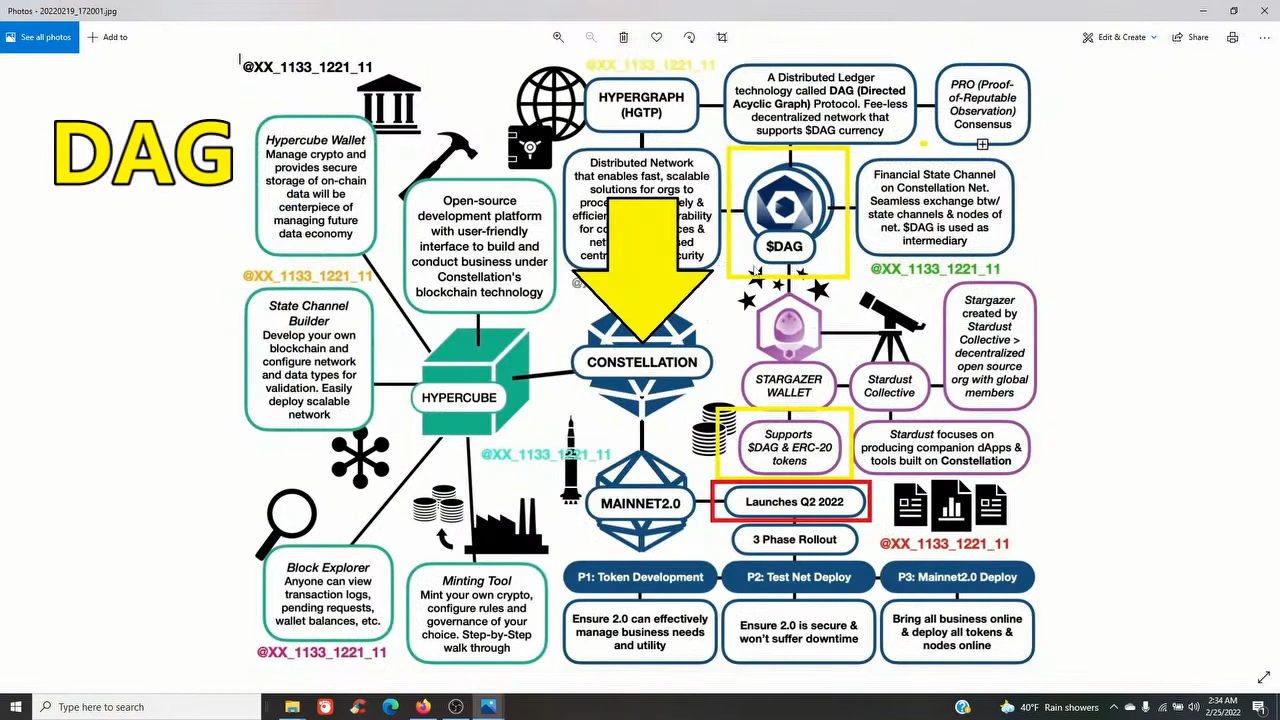 Photos - 20220219_172001.jpg
See all photos
Add to
Edit & Create
Share
DAG
@XX_1133_1221_11
Hypercube Wallet
Manage crypto and
provides secure
storage of on-chain
data will be
centerpiece of
managing future
data economy
@XX_1133_1221_11
State Channel
Builder
Develop your own
blockchain and
configure network
and data types for
validation. Easily
deploy scalable
network
Open-source
development platform
with user-friendly
interface to build and
conduct business under
Constellation's
blockchain technology
HYPERCUBE
@XX_1133_1221_11
Block Explorer
Anyone can view
transaction logs,
pending requests,
wallet balances, etc.
@XX_1133_1221_11
Minting Tool
Mint your own crypto,
configure rules and
governance of your
choice. Step-by-Step
walk through
@XX_1133_1221_11
HYPERGRAPH
(HGTP)
A Distributed Ledger
technology called DAG (Directed
Acyclic Graph) Protocol. Fee-less
decentralized network that
supports $DAG currency
PRO (Proof-
of-Reputable
Observation)
Consensus
Distributed Network
that enables fast, scalable
solutions for orgs to
$DAG
Financial State Channel
on Constellation Net.
Seamless exchange btw/
state channels & nodes of
net. $DAG is used as
intermediary
@XX_1133_1221_11
CONSTELLATION
STARGAZER
WALLET
Stardust
Collective
Stargazer
created by
Stardust
Collective >
decentralized
open source
org with global
members
Supports
$DAG & ERC-20
tokens
Stardust focuses on
producing companion dApps &
tools built on Constellation
MAINNET2.0
Launches Q2 2022
3 Phase Rollout
@XX_1133_1221_11
P1: Token Development
P2: Test Net Deploy
P3: Mainnet2.0 Deploy
Ensure 2.0 can effectively
manage business needs
and utility
Ensure 2.0 is secure &
won't suffer downtime
Bring all business online
& deploy all tokens &
nodes online
Type here to search
40°F Rain showers
2:34 AM
2/25/2022